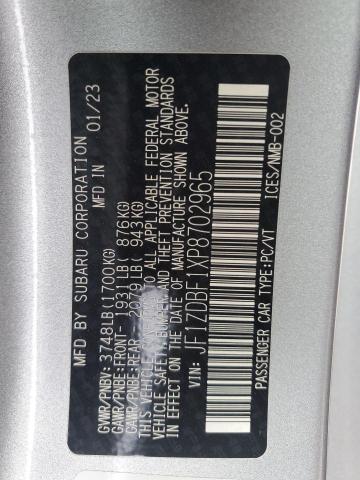 MFD BY SUBARU CORPORATION 01/23
GVWR/PNBV: 3748LB(1700KG) MFD'D IN
GAWR/PNBE:FRONT- 1931LB( 876KG)
GAWR/PNBE:REAR- 2079LB( 943KG)
THIS VEHICLE CONFORMS TO ALL APPLICABLE FEDERAL MOTOR
VEHICLE SAFETY, BUMPER AND THEFT PREVENTION STANDARDS
IN EFFECT ON THE DATE OF MANUFACTURE SHOWN ABOVE.
VIN: JF1ZDBF1XP8702965
PASSENGER CAR TYPE:PC/VT
ICES/NMB-002